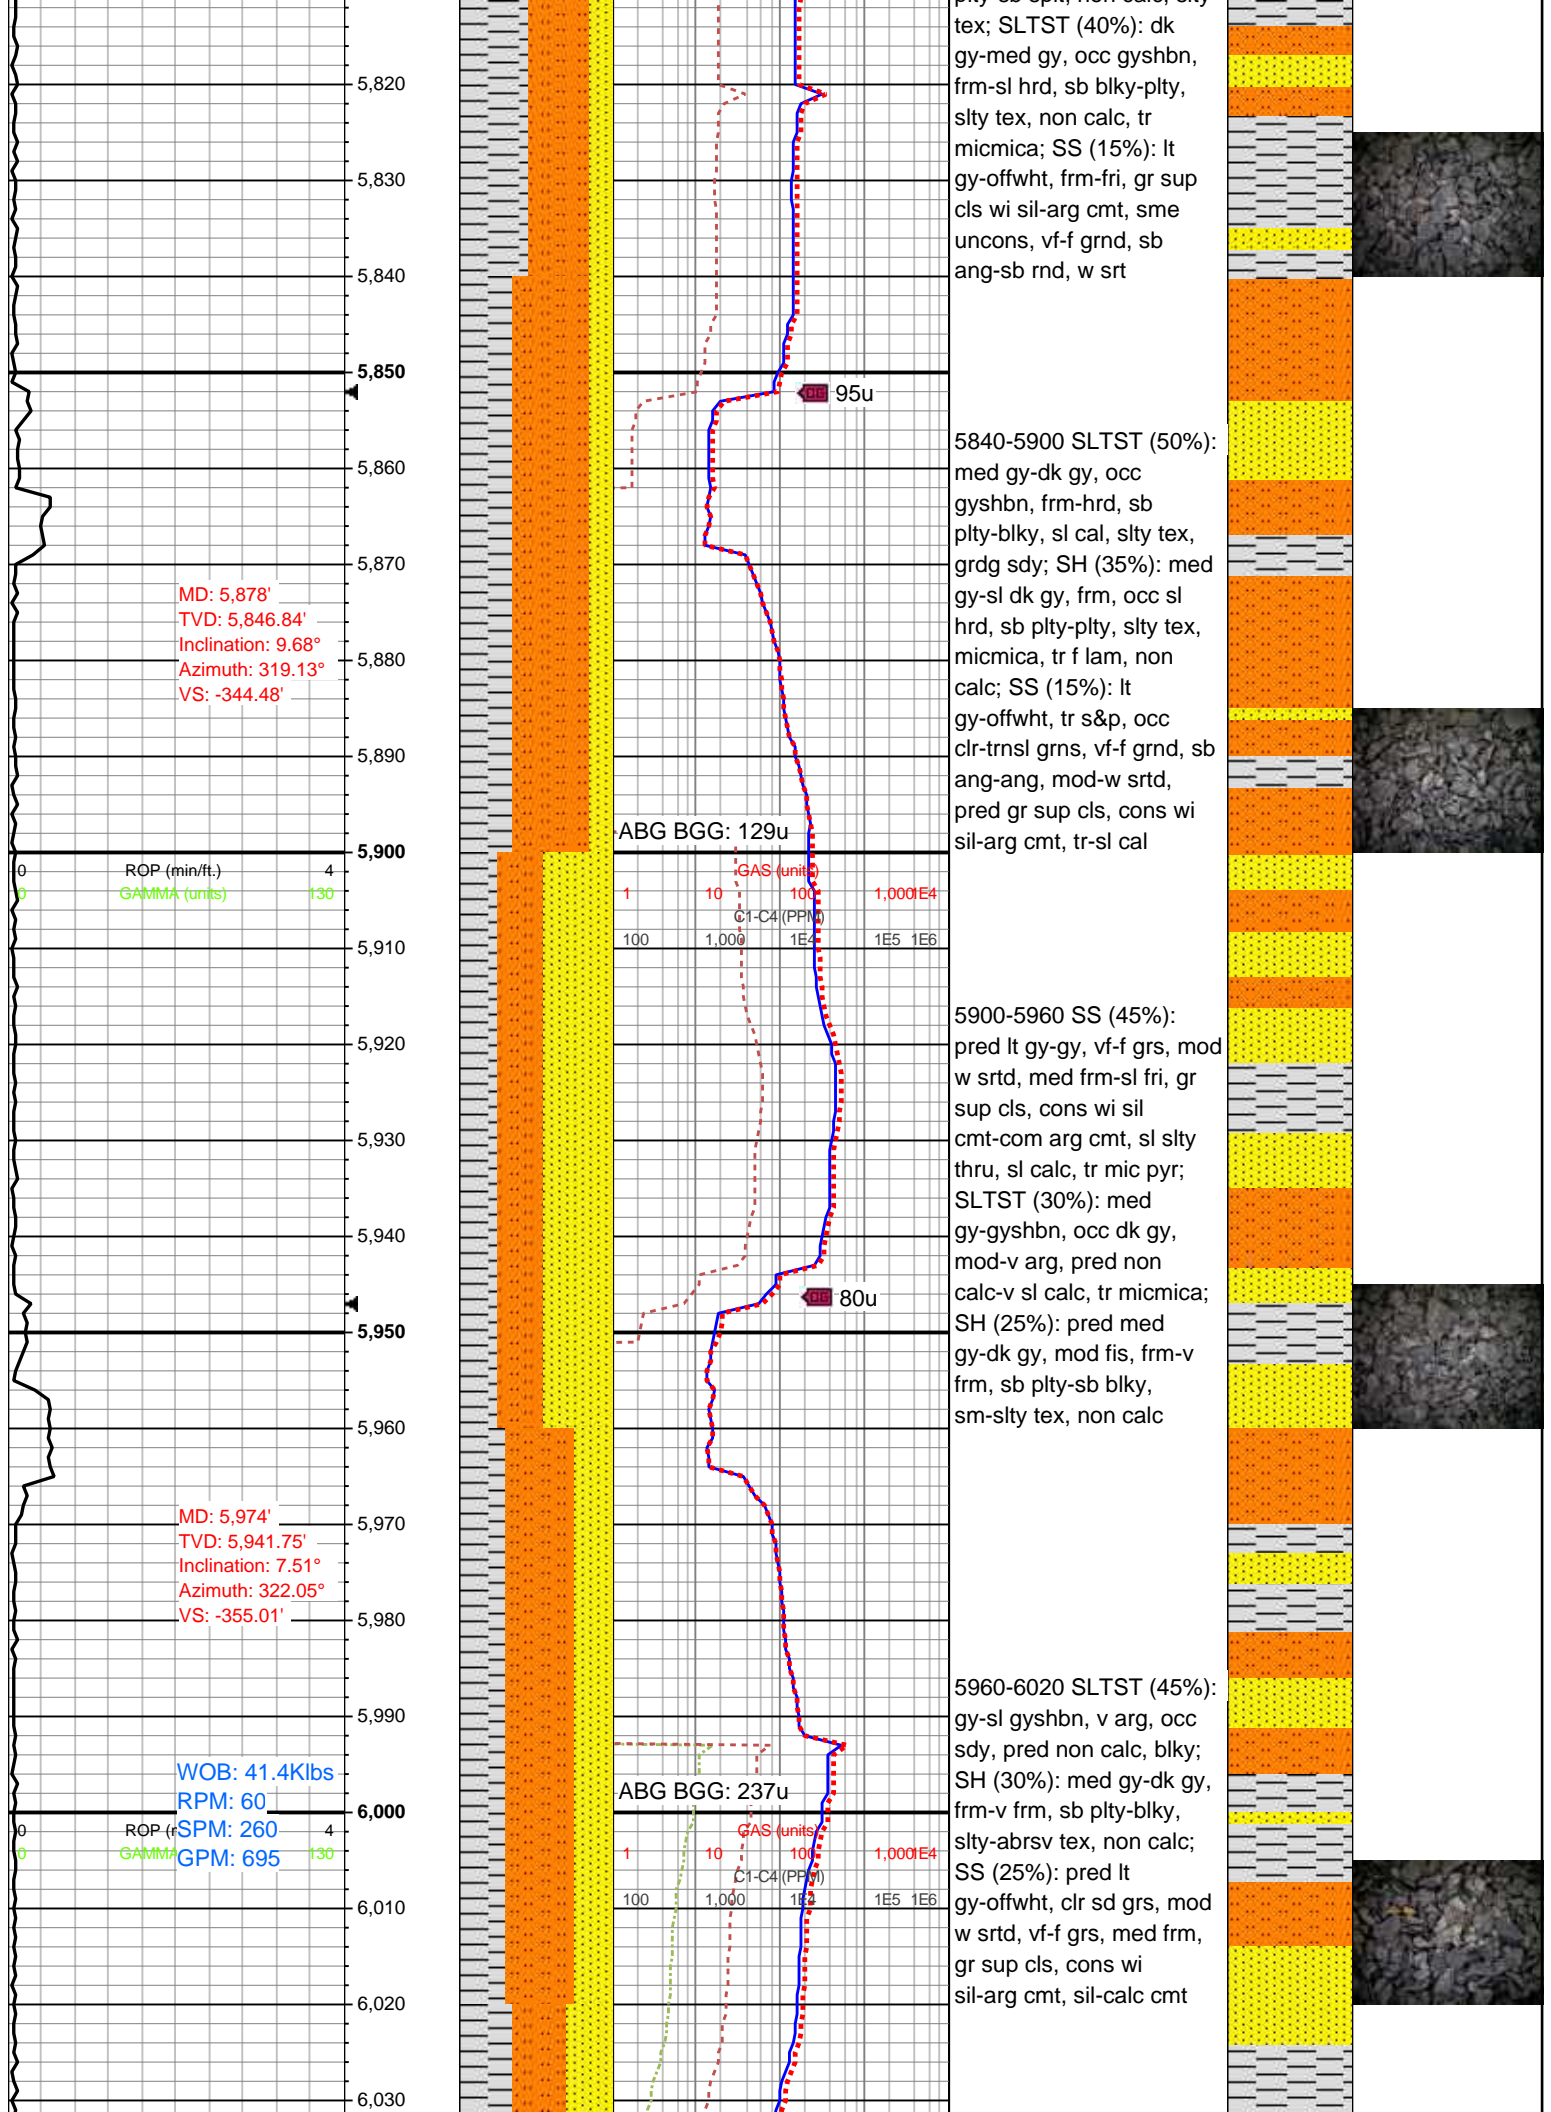 tex; SLTST (40%): dk
gy-med gy, occ gyshbn,
frm-sl hrd, sb blky-plty,
slty tex, non calc, tr
micmica; SS (15%): lt
gy-offwht, frm-fri, gr sup
cls wi sil-arg cmt, sme
uncons, vf-f grnd, sb
ang-sb rnd, w srt
5,820
5,830
5,840
5,850
95u
5840-5900 SLTST (50%):
med gy-dk gy, occ
gyshbn, frm-hrd, sb
plty-blky, sl cal, slty tex,
grdg sdy; SH (35%): med
gy-sl dk gy, frm, occ sl
hrd, sb plty-plty, slty tex,
micmica, tr f lam, non
calc; SS (15%): lt
gy-offwht, tr s&p, occ
clr-trnsl grns, vf-f grnd, sb
ang-ang, mod-w srtd,
pred gr sup cls, cons wi
sil-arg cmt, tr-sl cal
5,860
5,870
MD: 5,878'
TVD: 5,846.84'
Inclination: 9.68°
Azimuth: 319.13°
VS: -344.48'
5,880
5,890
ABG BGG: 129u
5,900
0 ROP (min/ft.) 4
0 GAMMA (units) 130
1 10 GAS (units) 100 1,000 1E4
C1-C4 (PPM)
100 1,000 1E4 1E5 1E6
5,910
5900-5960 SS (45%):
pred lt gy-gy, vf-f grs, mod
w srtd, med frm-sl fri, gr
sup cls, cons wi sil
cmt-com arg cmt, sl slty
thru, sl calc, tr mic pyr;
SLTST (30%): med
gy-gyshbn, occ dk gy,
mod-v arg, pred non
calc-v sl calc, tr micmica;
SH (25%): pred med
gy-dk gy, mod fis, frm-v
frm, sb plty-sb blky,
sm-slty tex, non calc
5,920
5,930
5,940
80u
5,950
5,960
5,970
MD: 5,974'
TVD: 5,941.75'
Inclination: 7.51°
Azimuth: 322.05°
VS: -355.01'
5,980
5,990
5960-6020 SLTST (45%):
gy-sl gyshbn, v arg, occ
sdy, pred non calc, blky;
SH (30%): med gy-dk gy,
frm-v frm, sb plty-blky,
slty-abrsv tex, non calc;
SS (25%): pred lt
gy-offwht, clr sd grs, mod
w srtd, vf-f grs, med frm,
gr sup cls, cons wi
sil-arg cmt, sil-calc cmt
WOB: 41.4Klbs
RPM: 60
SPM: 260
GPM: 695
ABG BGG: 237u
6,000
0 ROP 4
0 GAMMA 130
1 10 GAS (units) 100 1,000 1E4
C1-C4 (PPM)
100 1,000 1E4 1E5 1E6
6,010
6,020
6,030